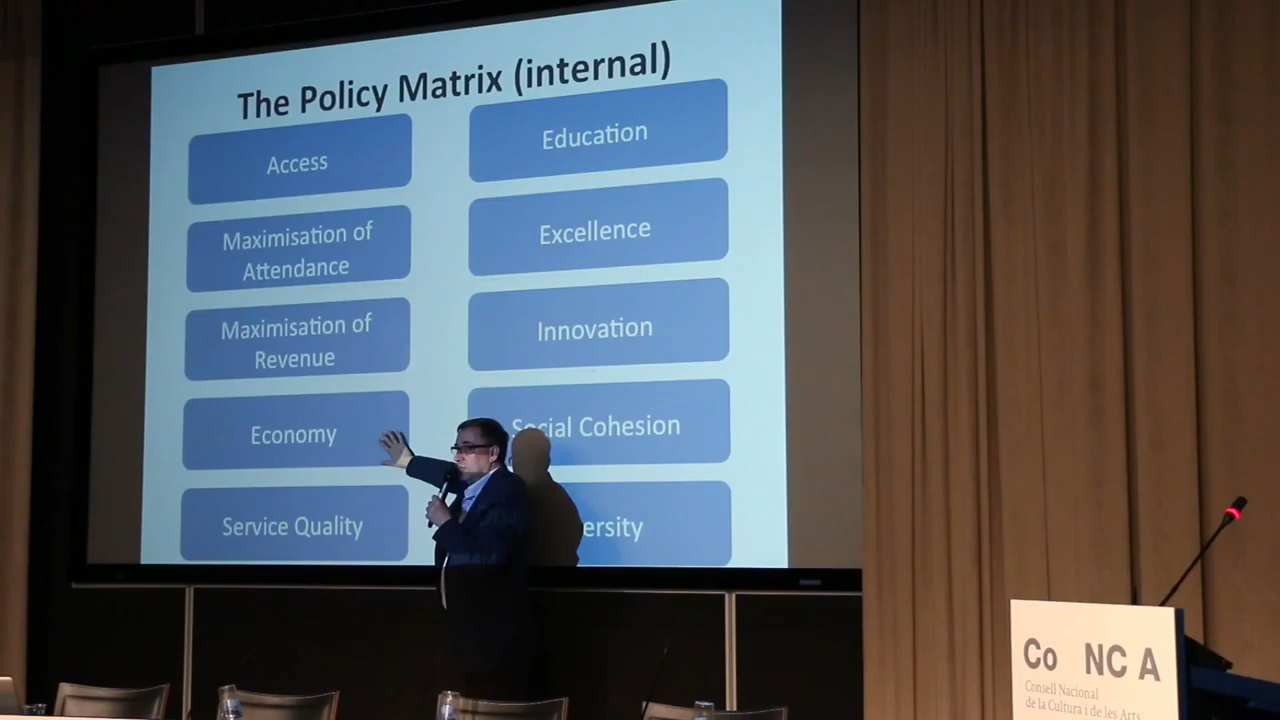 The Policy Matrix (internal)
Access
Education
Maximisation of
Attendance
Excellence
Maximisation of
Revenue
Innovation
Economy
Social Cohesion
Service Quality
ersity
Co NC A
Consell Nacional
de la Cultura i de les Arts